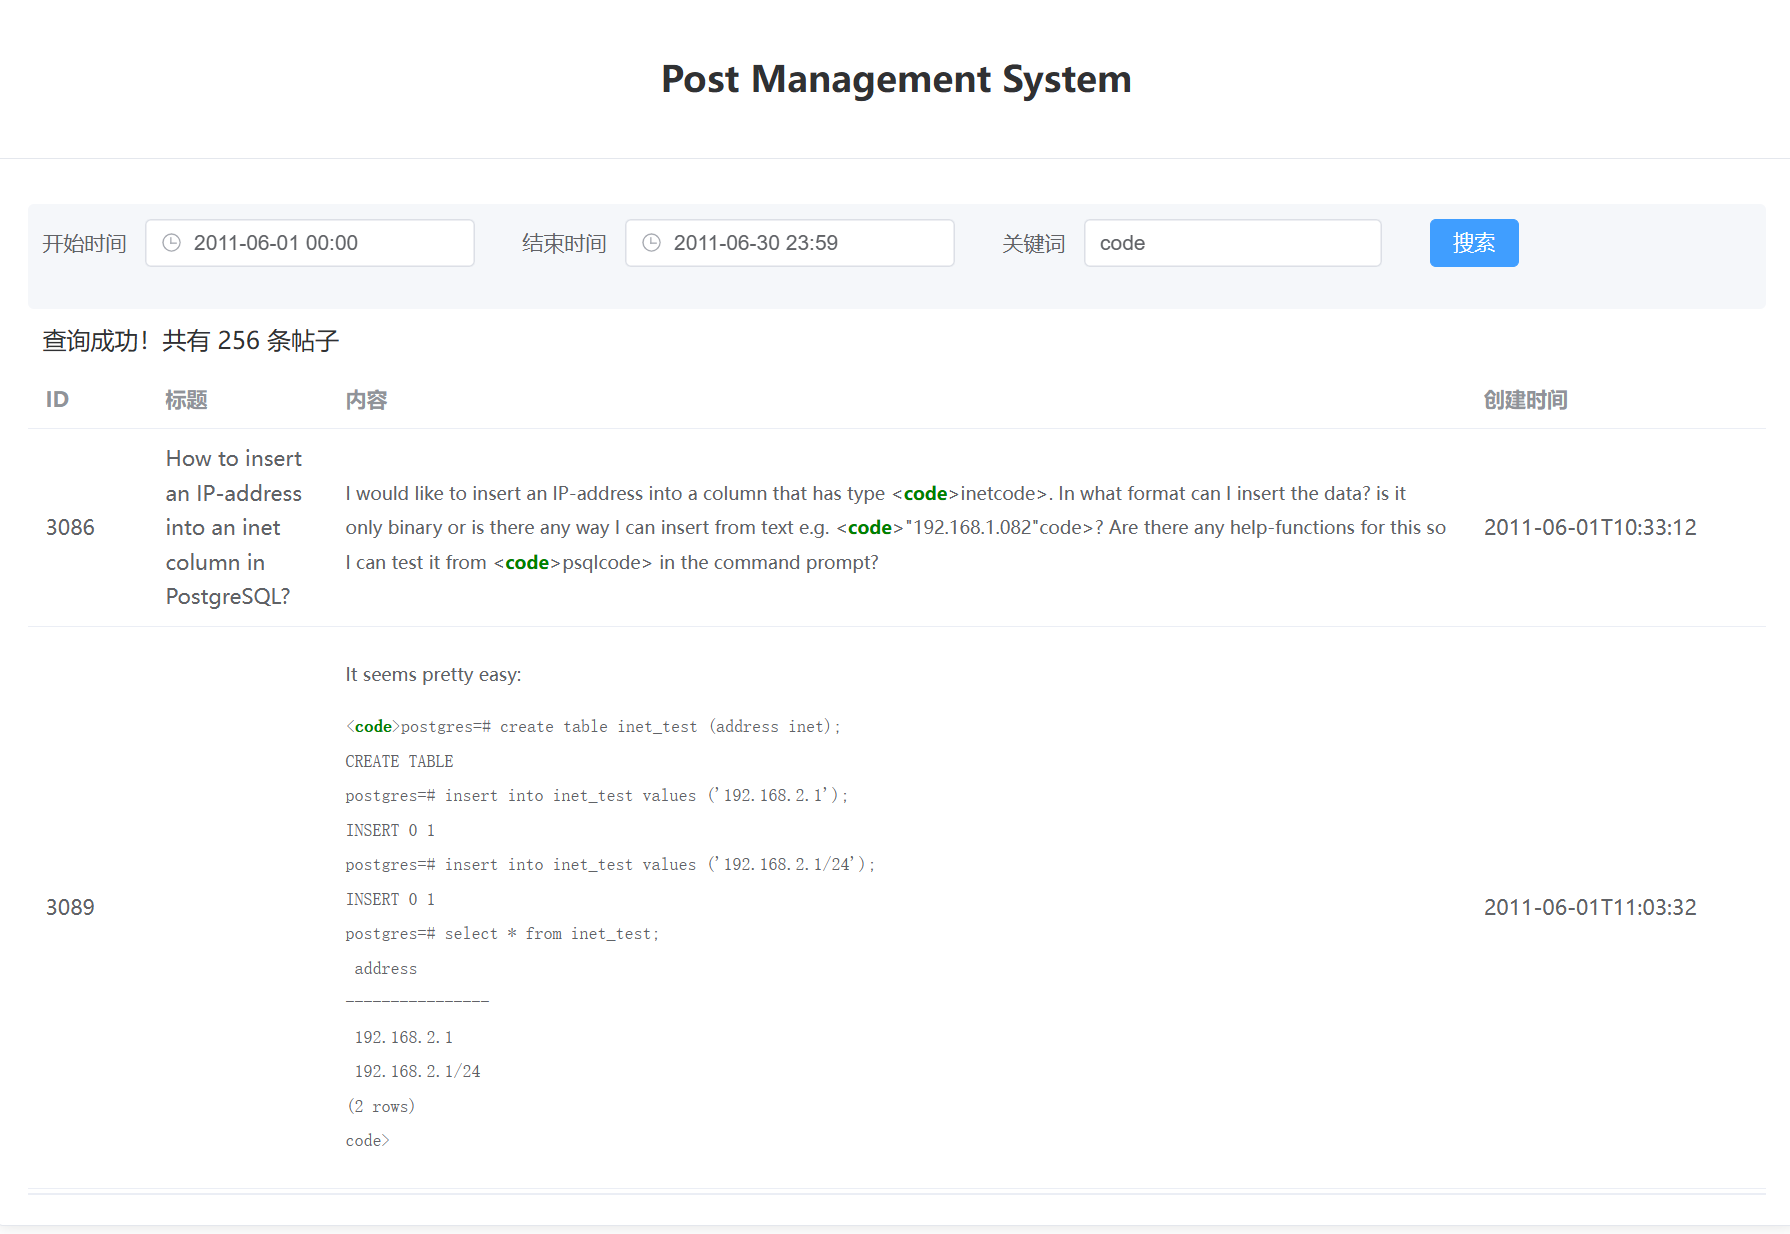 Post Management System
开始时间 2011-06-01 00:00 结束时间 2011-06-30 23:59 关键词 code 搜索
查询成功！共有 256 条帖子
ID 标题 内容 创建时间
3086
How to insert
an IP-address
into an inet
column in
PostgreSQL?
I would like to insert an IP-address into a column that has type <code>inetcode>. In what format can I insert the data? is it
only binary or is there any way I can insert from text e.g. <code>"192.168.1.082"code>? Are there any help-functions for this so
I can test it from <code>psqlcode> in the command prompt?
2011-06-01T10:33:12
3089
It seems pretty easy:
<code>postgres=# create table inet_test (address inet);
CREATE TABLE
postgres=# insert into inet_test values ('192.168.2.1');
INSERT 0 1
postgres=# insert into inet_test values ('192.168.2.1/24');
INSERT 0 1
postgres=# select * from inet_test;
address
----------------
192.168.2.1
192.168.2.1/24
(2 rows)
code>
2011-06-01T11:03:32